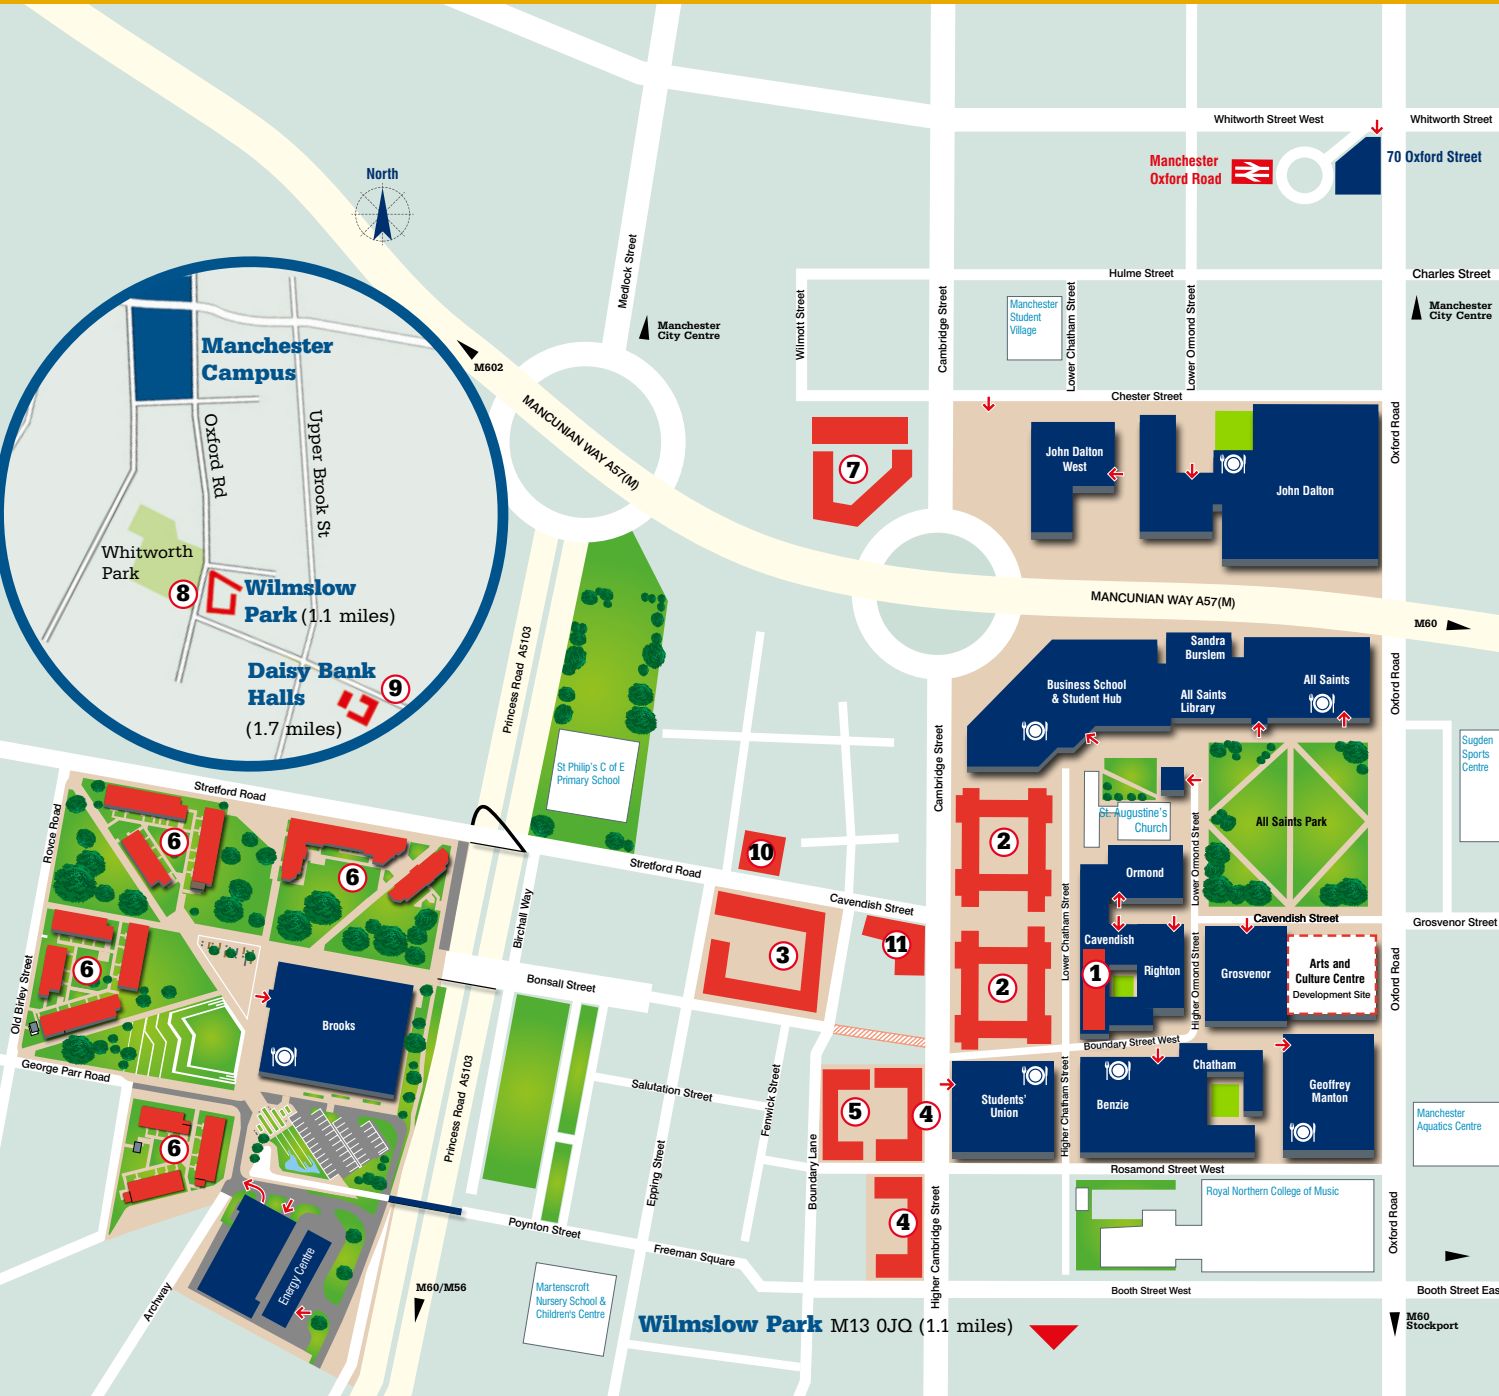 Whitworth Street West
Whitworth Street
Manchester
Oxford Road
70 Oxford Street
North
Medlock Street
Hulme Street
Charles Street
Manchester
City Centre
Manchester
City Centre
Wilmott Street
Cambridge Street
Manchester
Student
Village
Lower Chatham Street
Lower Ormond Street
M602
Chester Street
Oxford Road
MANCUNIAN WAY A57(M)
7
John Dalton
West
John Dalton
Manchester
Campus
Oxford Rd
Upper Brook St
Whitworth
Park
8
Wilmslow
Park (1.1 miles)
Daisy Bank
Halls
9
(1.7 miles)
MANCUNIAN WAY A57(M)
M60
Princess Road A5103
Sandra
Burslem
Business School
& Student Hub
All Saints
Library
All Saints
Oxford Road
Cambridge Street
Sugden
Sports
Centre
St Philip's C of E
Primary School
Stretford Road
Royce Road
6
6
2
St. Augustine's
Church
Lower Ormond Street
All Saints Park
10
Stretford Road
Cavendish Street
Ormond
Lower Chatham Street
Cavendish Street
Grosvenor Street
Birchall Way
11
3
Cavendish
1
Righton
Higher Ormond Street
Grosvenor
Arts and
Culture Centre
Development Site
Oxford Road
6
Old Birley Street
Bonsall Street
2
Brooks
Boundary Street West
George Parr Road
Princess Road A5103
Salutation Street
Fenwick Street
5
4
Students'
Union
Higher Chatham Street
Benzie
Chatham
Geoffrey
Manton
Manchester
Aquatics Centre
6
Epping Street
Boundary Lane
Rosamond Street West
Royal Northern College of Music
4
Higher Cambridge Street
Oxford Road
Poynton Street
Freeman Square
Energy Centre
Archway
M60/M56
Martenscroft
Nursery School &
Children's Centre
Booth Street West
Booth Street Eas
Wilmslow Park M13 0JQ (1.1 miles)
M60
Stockport